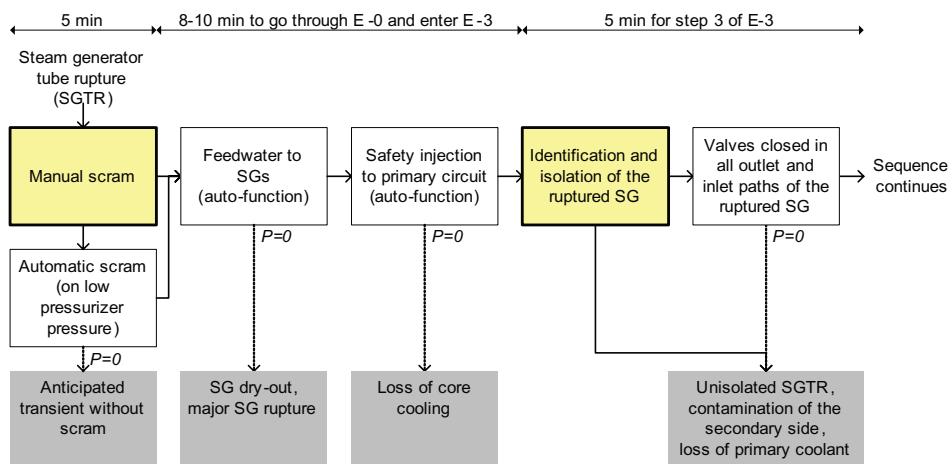 5 min
8-10 min to go through E-0 and enter E-3
5 min for step 3 of E-3
Steam generator
tube rupture
(SGTR)
Manual scram
Feedwater to
SGs
(auto-function)
Safety injection
to primary circuit
(auto-function)
Identification and
isolation of the
ruptured SG
Valves closed in
all outlet and
inlet paths of the
ruptured SG
Sequence
continues
Automatic scram
(on low
pressurizer
pressure)
P=0
P=0
P=0
P=0
Anticipated
transient without
scram
SG dry-out,
major SG rupture
Loss of core
cooling
Unisolated SGTR,
contamination of the
secondary side,
loss of primary coolant